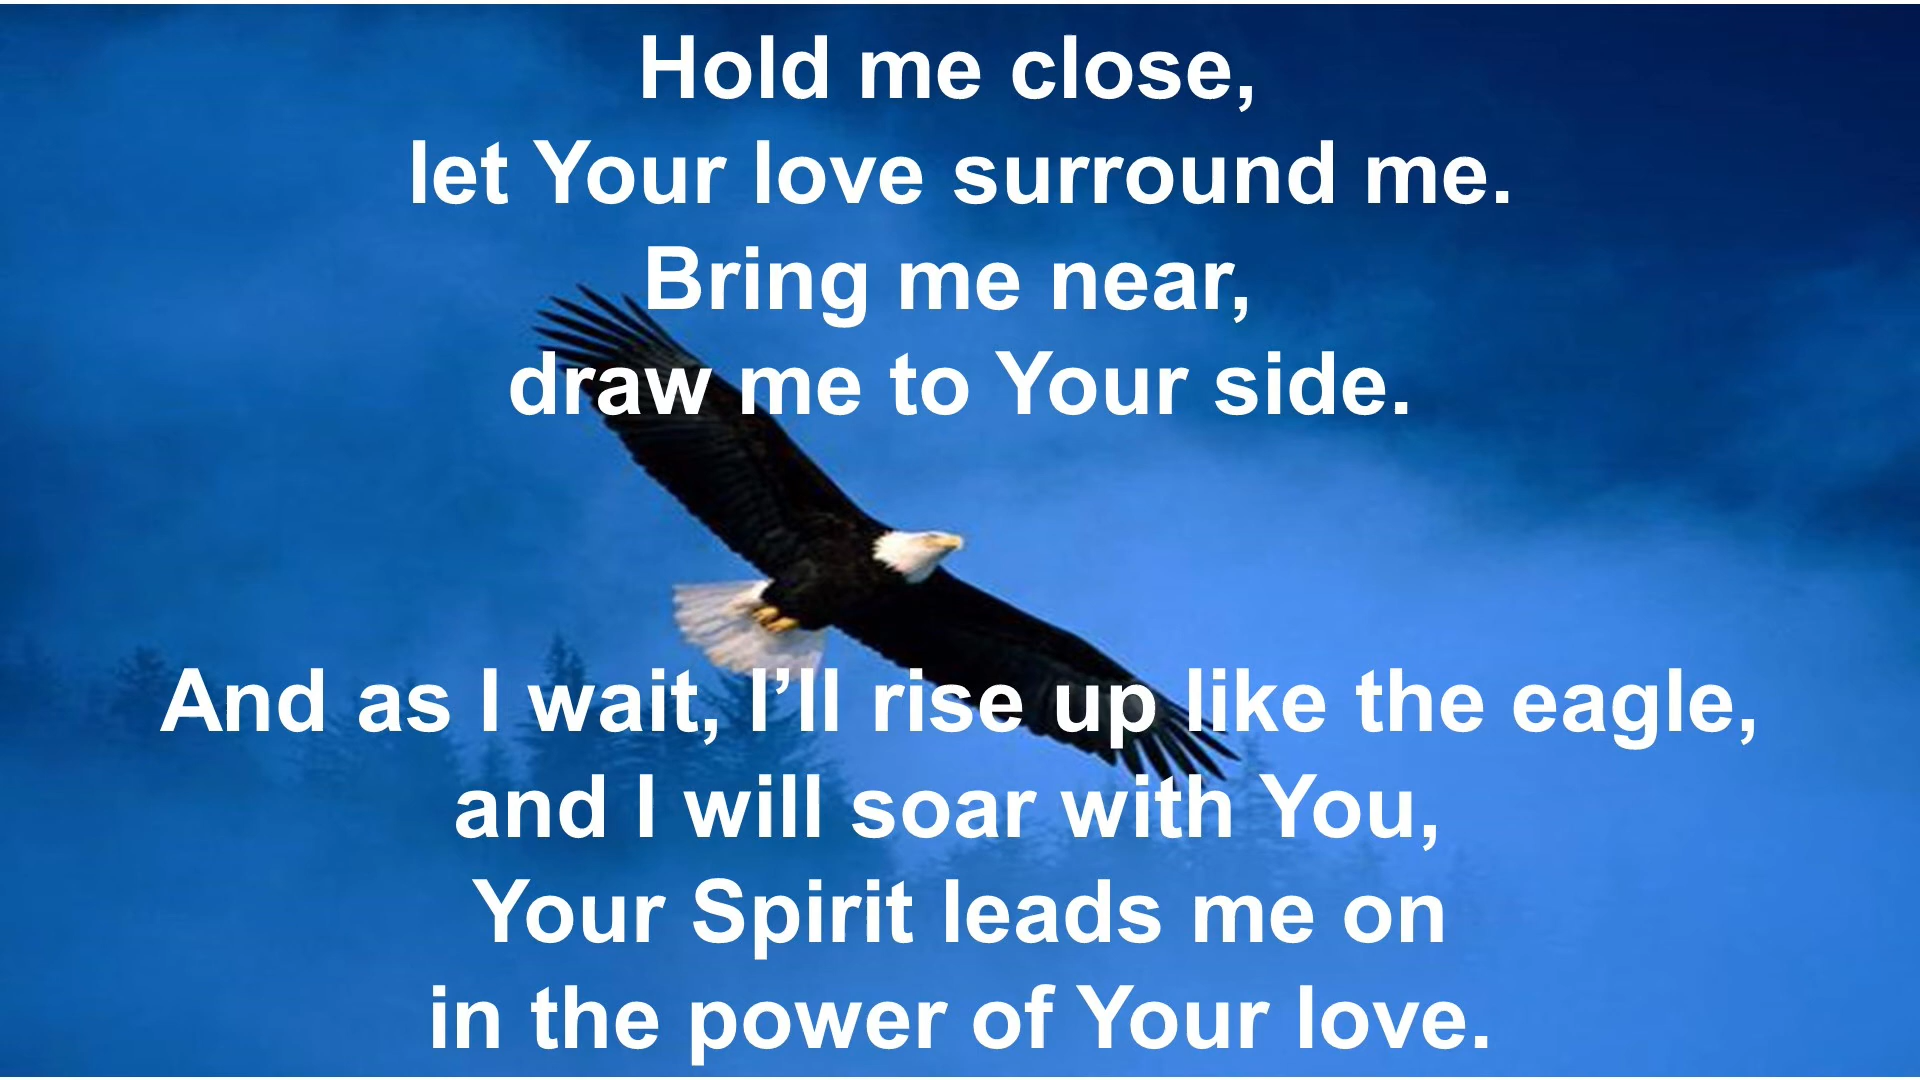 Hold me close,
let Your love surround me.
Bring me near,
draw me to Your side.
And as I wait, I’ll rise up like the eagle,
and I will soar with You,
Your Spirit leads me on
in the power of Your love.